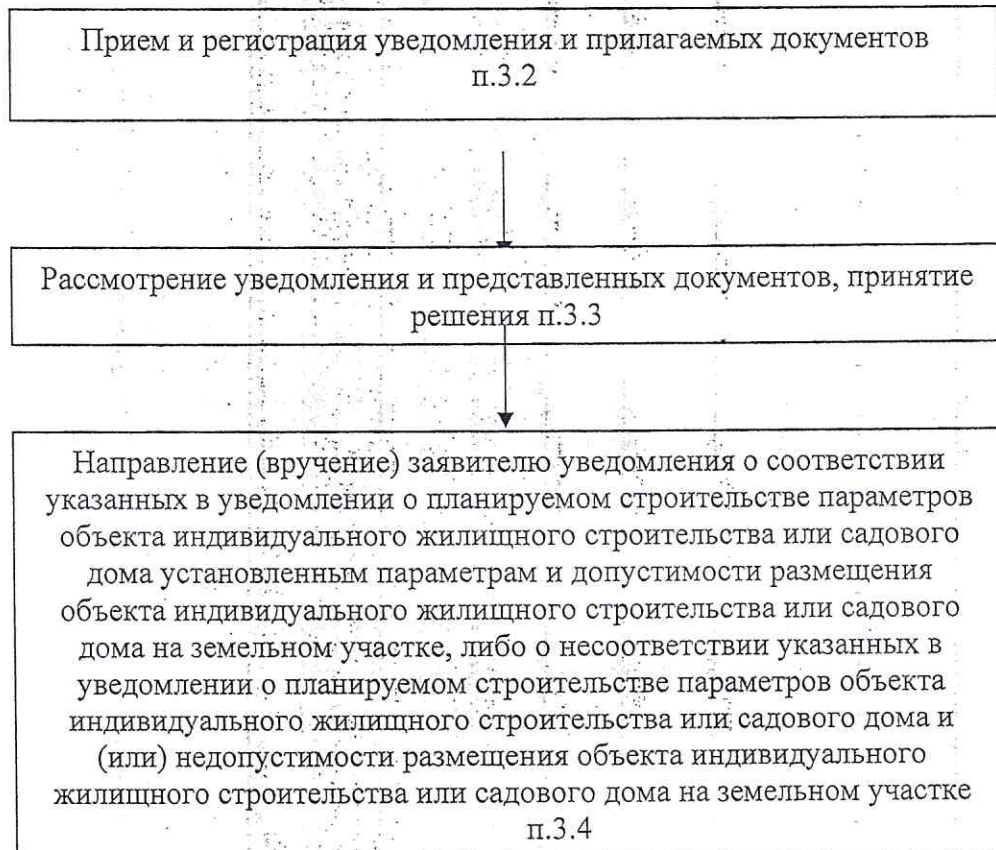 Прием и регистрация уведомления и прилагаемых документов
п.3.2
Рассмотрение уведомления и представленных документов, принятие
решения п.3.3
Направление (вручение) заявителю уведомления о соответствии
указанных в уведомлении о планируемом строительстве параметров
объекта индивидуального жилищного строительства или садового
дома установленным параметрам и допустимости размещения
объекта индивидуального жилищного строительства или садового
дома на земельном участке, либо о несоответствии указанных в
уведомлении о планируемом строительстве параметров объекта
индивидуального жилищного строительства или садового дома и
(или) недопустимости размещения объекта индивидуального
жилищного строительства или садового дома на земельном участке
п.3.4